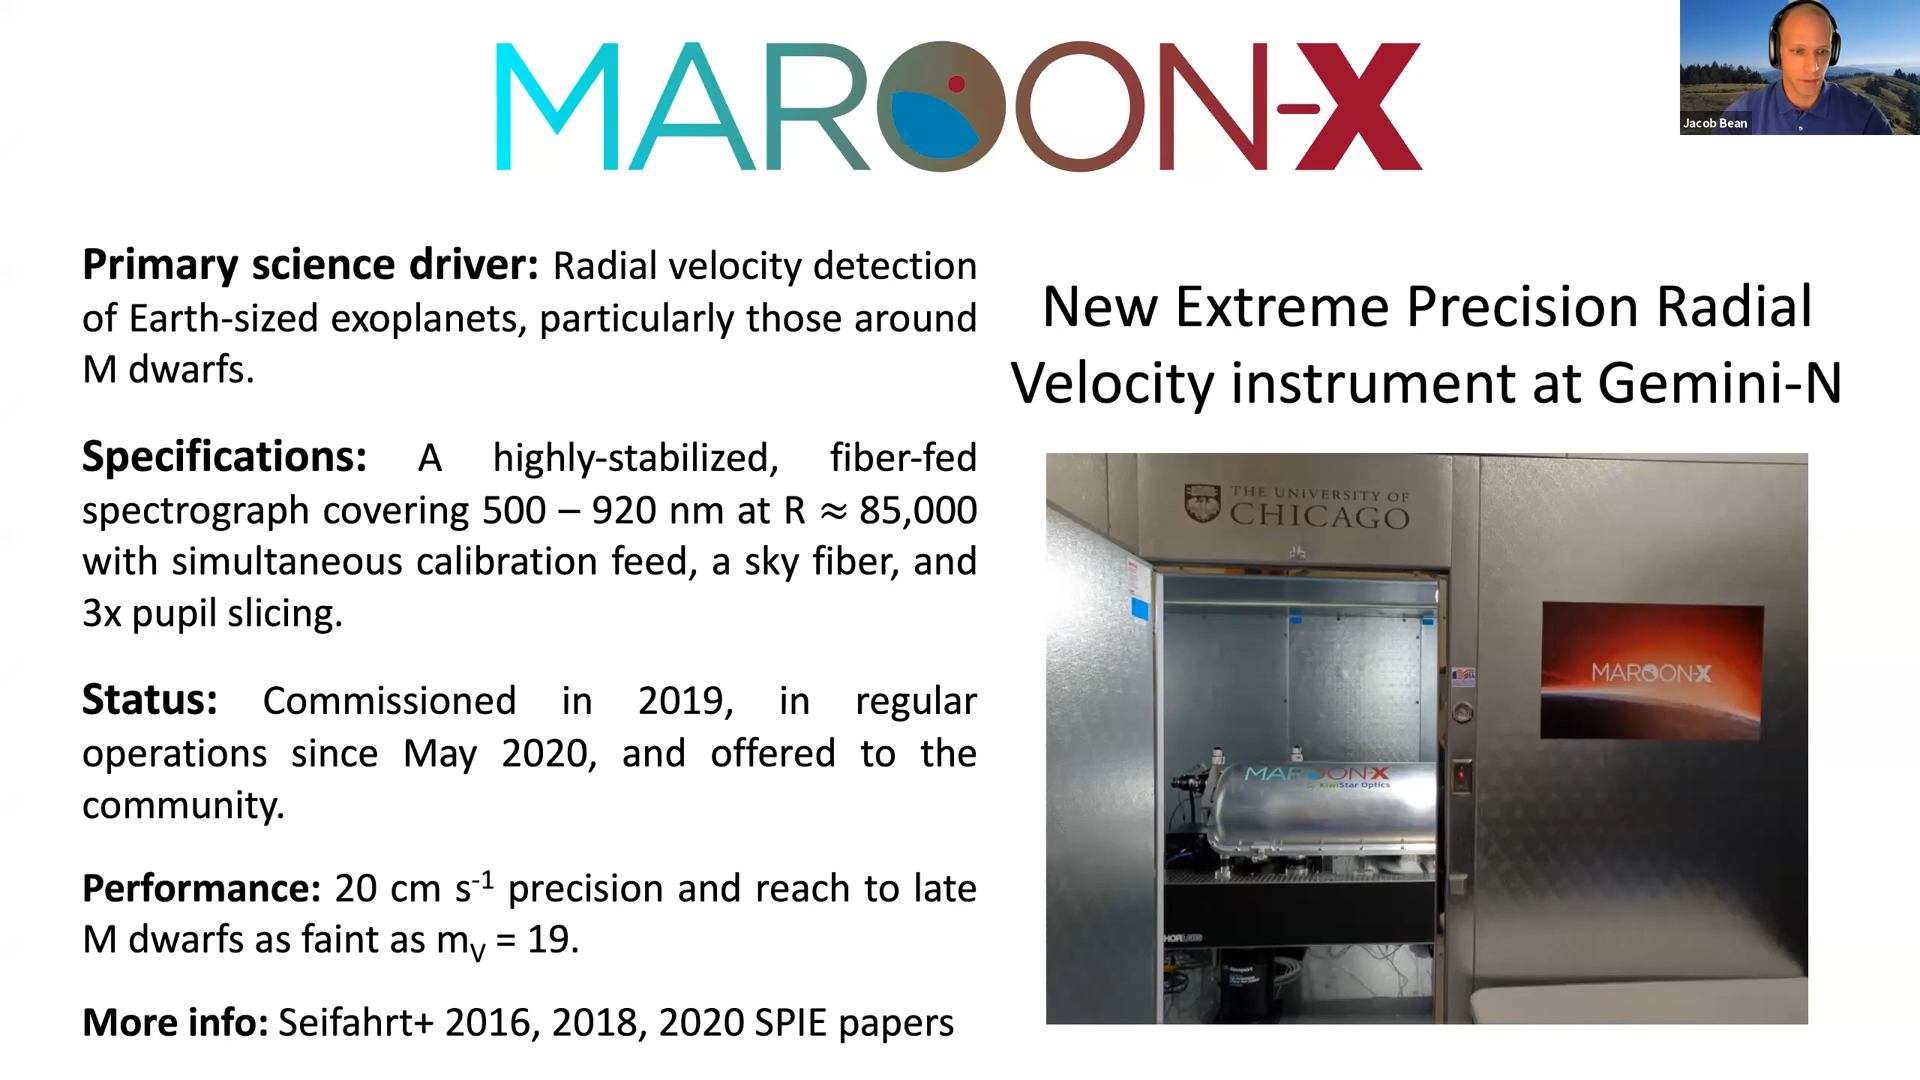 MAROON-X
Jacob Bean
Primary science driver: Radial velocity detection
of Earth-sized exoplanets, particularly those around
M dwarfs.
Specifications: A highly-stabilized, fiber-fed
spectrograph covering 500 – 920 nm at R ≈ 85,000
with simultaneous calibration feed, a sky fiber, and
3x pupil slicing.
Status: Commissioned in 2019, in regular
operations since May 2020, and offered to the
community.
Performance: 20 cm s⁻¹ precision and reach to late
M dwarfs as faint as mV = 19.
More info: Seifahrt+ 2016, 2018, 2020 SPIE papers
New Extreme Precision Radial
Velocity instrument at Gemini-N
THE UNIVERSITY OF
CHICAGO
MAROON-X
MAROON-X
KiwiStar Optics